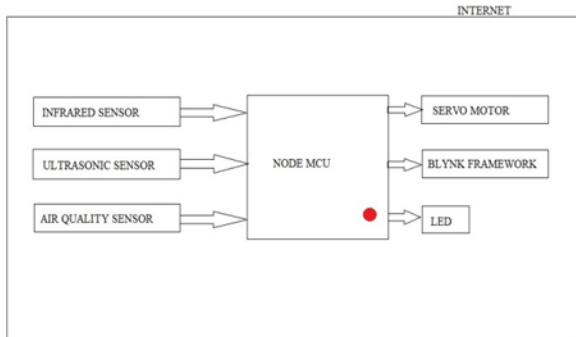 INTERNET
INFRARED SENSOR
SERVO MOTOR
ULTRASONIC SENSOR
NODE MCU
BLYNK FRAMEWORK
AIR QUALITY SENSOR
LED